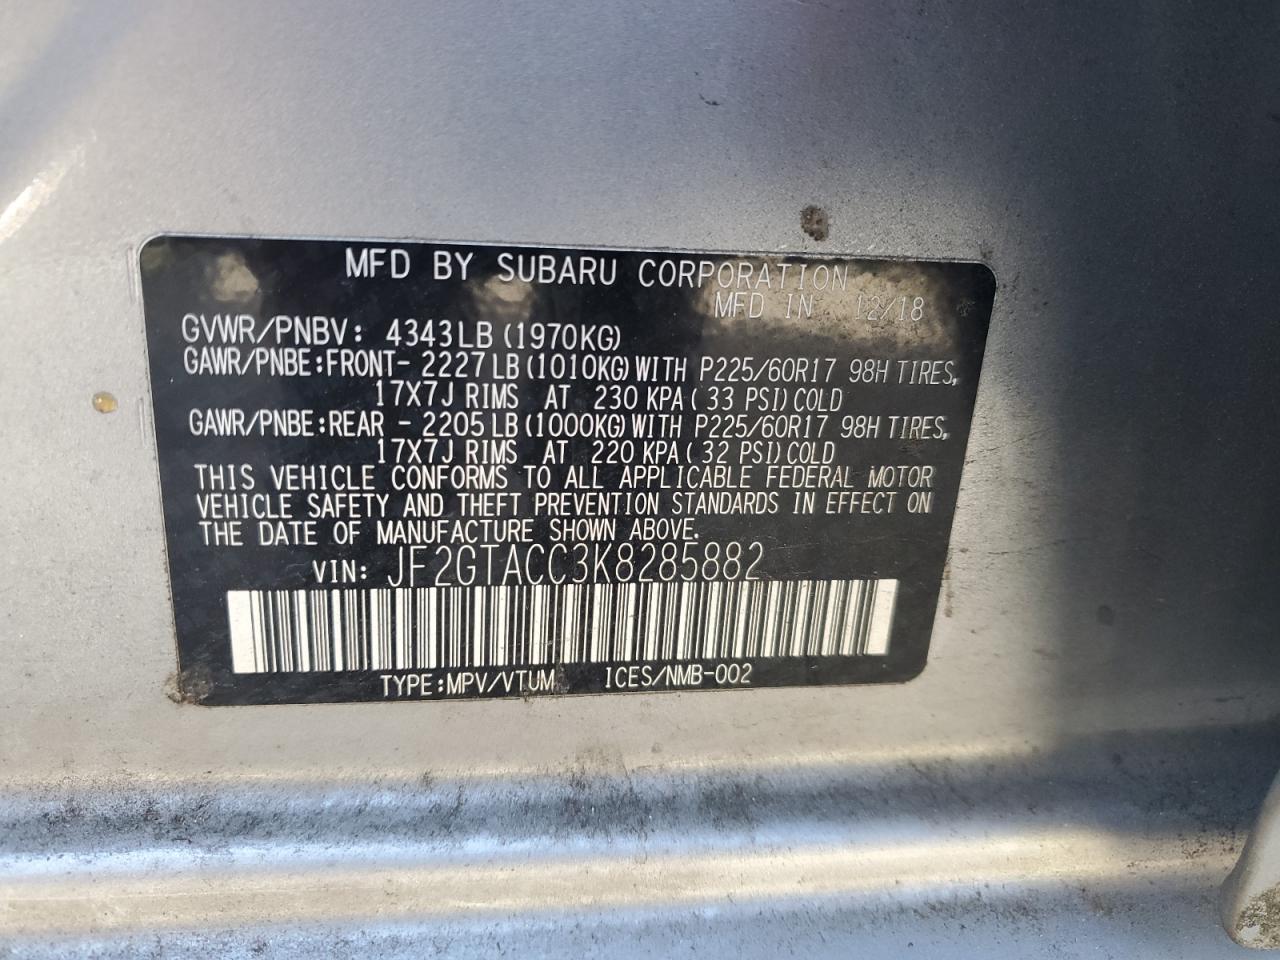 MFD BY SUBARU CORPORATION
MFD IN 12/18
GVWR/PNBV: 4343LB(1970KG)
GAWR/PNBE:FRONT- 2227LB(1010KG)WITH P225/60R17 98H TIRES,
17X7J RIMS AT 230 KPA( 33 PSI)COLD
GAWR/PNBE:REAR - 2205LB(1000KG)WITH P225/60R17 98H TIRES,
17X7J RIMS AT 220 KPA( 32 PSI)COLD
THIS VEHICLE CONFORMS TO ALL APPLICABLE FEDERAL MOTOR
VEHICLE SAFETY AND THEFT PREVENTION STANDARDS IN EFFECT ON
THE DATE OF MANUFACTURE SHOWN ABOVE.
VIN: JF2GTACC3K8285882
TYPE:MPV/VTUM ICES/NMB-002